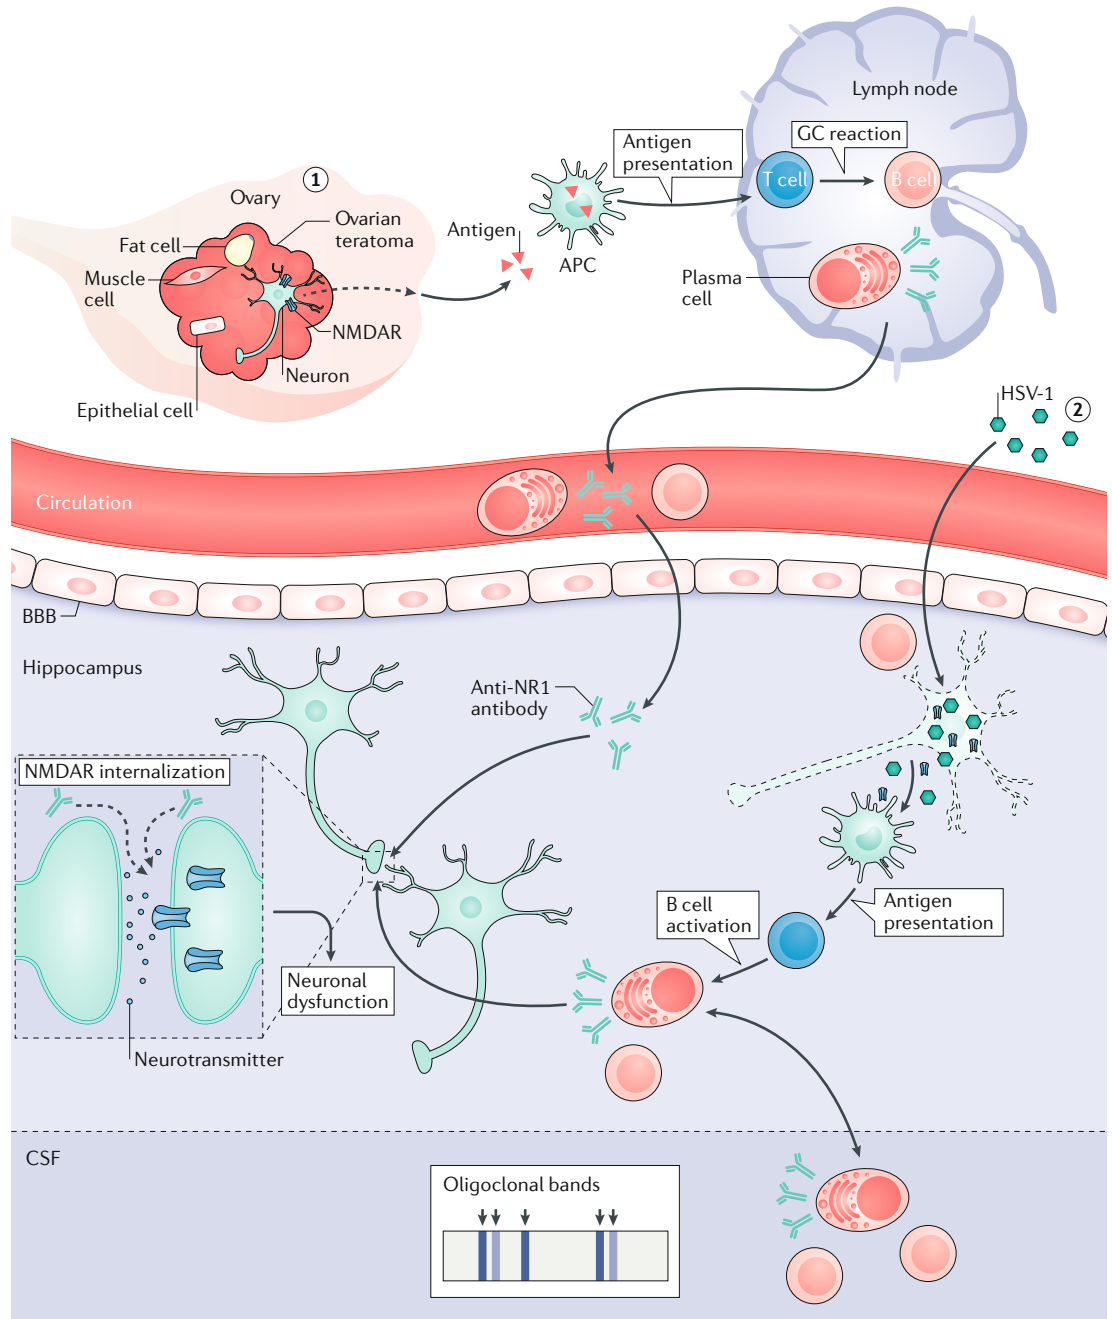 Lymph node
GC reaction
Antigen
presentation
T cell
B cell
1
Ovary
Ovarian
teratoma
Fat cell
Muscle
cell
Antigen
APC
Plasma
cell
NMDAR
Neuron
Epithelial cell
HSV-1
2
Circulation
BBB
Hippocampus
Anti-NR1
antibody
NMDAR internalization
B cell
activation
Antigen
presentation
Neuronal
dysfunction
Neurotransmitter
CSF
Oligoclonal bands